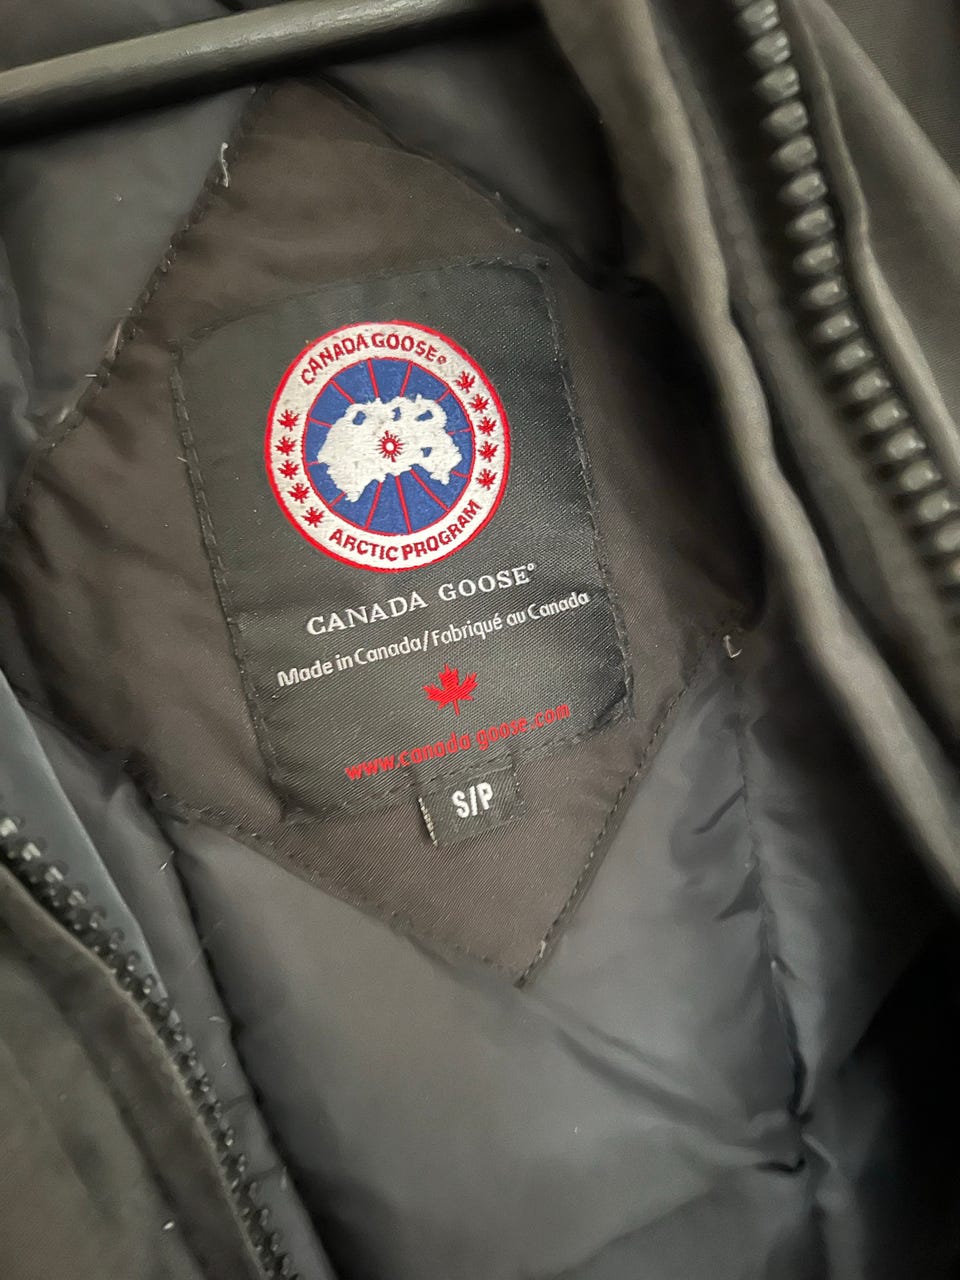 CANADA GOOSE®
ARCTIC PROGRAM
CANADA GOOSE®
Made in Canada/Fabriqué au Canada
www.canada-goose.com
S/P